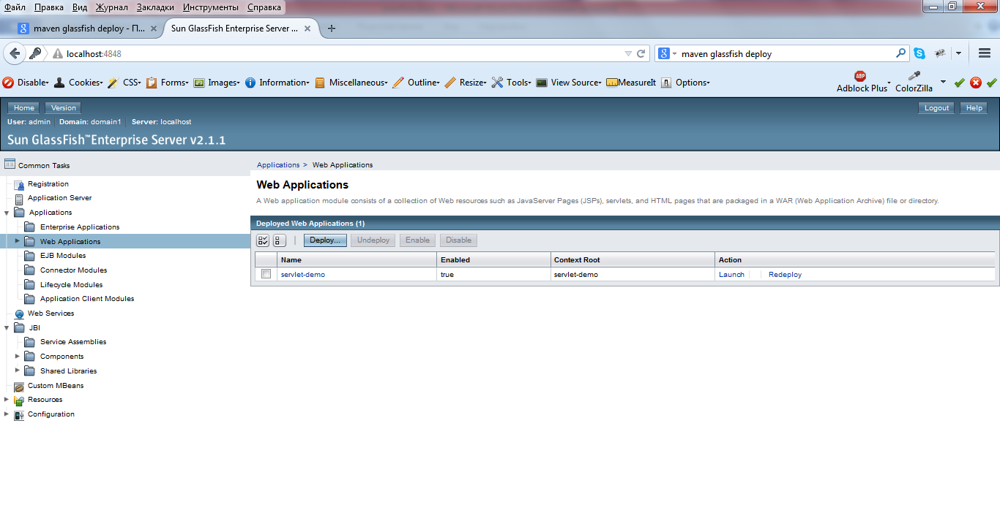 Файл Правка Вид Журнал Закладки Инструменты Справка
maven glassfish deploy - П... Sun GlassFish Enterprise Server ...
localhost:4848 maven glassfish deploy
Disable Cookies CSS Forms Images Information Miscellaneous Outline Resize Tools View Source MeasureIt Options ABP Adblock Plus ColorZilla
Home Version Logout Help
User: admin Domain: domain1 Server: localhost
Sun GlassFish™ Enterprise Server v2.1.1
Common Tasks
Registration
Application Server
Applications
Enterprise Applications
Web Applications
EJB Modules
Connector Modules
Lifecycle Modules
Application Client Modules
Web Services
JBI
Service Assemblies
Components
Shared Libraries
Custom MBeans
Resources
Configuration
Applications > Web Applications
Web Applications
A Web application module consists of a collection of Web resources such as JavaServer Pages (JSPs), servlets, and HTML pages that are packaged in a WAR (Web Application Archive) file or directory.
Deployed Web Applications (1)
Deploy... Undeploy Enable Disable
Name Enabled Context Root Action
servlet-demo true servlet-demo Launch Redeploy